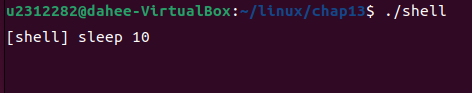 u2312282@dahee-VirtualBox:~/linux/chap13$ ./shell
[shell] sleep 10